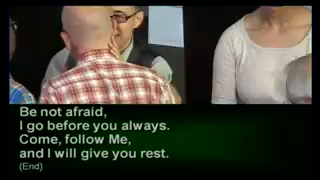 Be not afraid,
I go before you always.
Come, follow Me,
and I will give you rest.
(End)